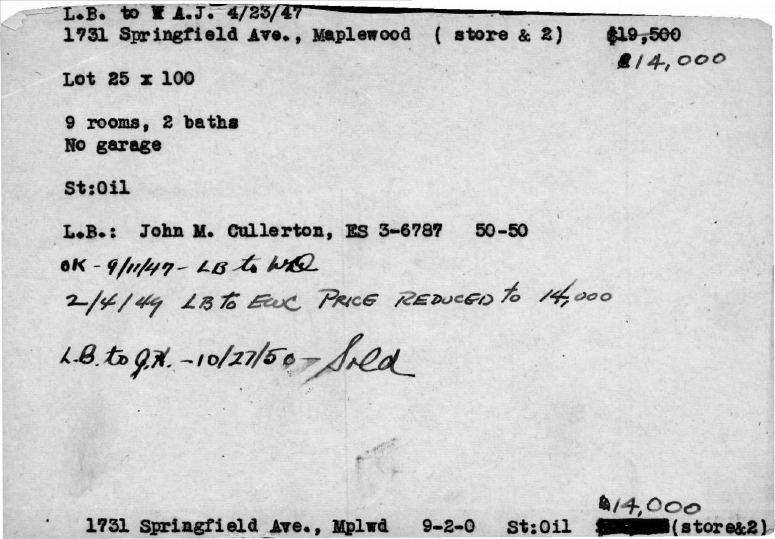 L.B. to A.J. 4/23/47
1731 Springfield Ave., Maplewood ( store & 2) $19,500
$14,000
Lot 25 x 100
9 rooms, 2 baths
No garage
St:Oil
L.B.: John M. Cullerton, ES 3-6787 50-50
OK - 9/11/47 - LB to
2/4/49 LB to EWC PRICE REDUCED to 14,000
L.B. to J.H. - 10/27/50 - Sold
$14,000
1731 Springfield Ave., Mplwd 9-2-0 St:Oil (store&2)